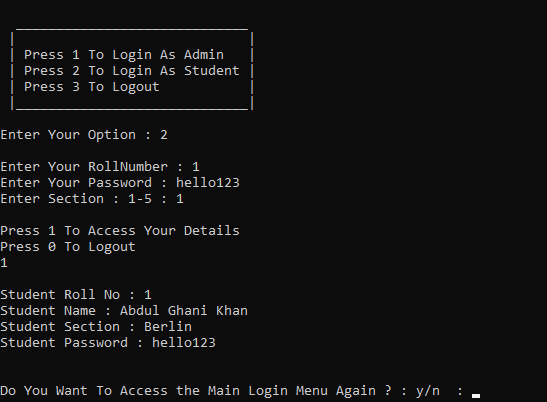 Press 1 To Login As Admin
Press 2 To Login As Student
Press 3 To Logout
Enter Your Option : 2
Enter Your RollNumber : 1
Enter Your Password : hello123
Enter Section : 1-5 : 1
Press 1 To Access Your Details
Press 0 To Logout
1
Student Roll No : 1
Student Name : Abdul Ghani Khan
Student Section : Berlin
Student Password : hello123
Do You Want To Access the Main Login Menu Again ? : y/n  :